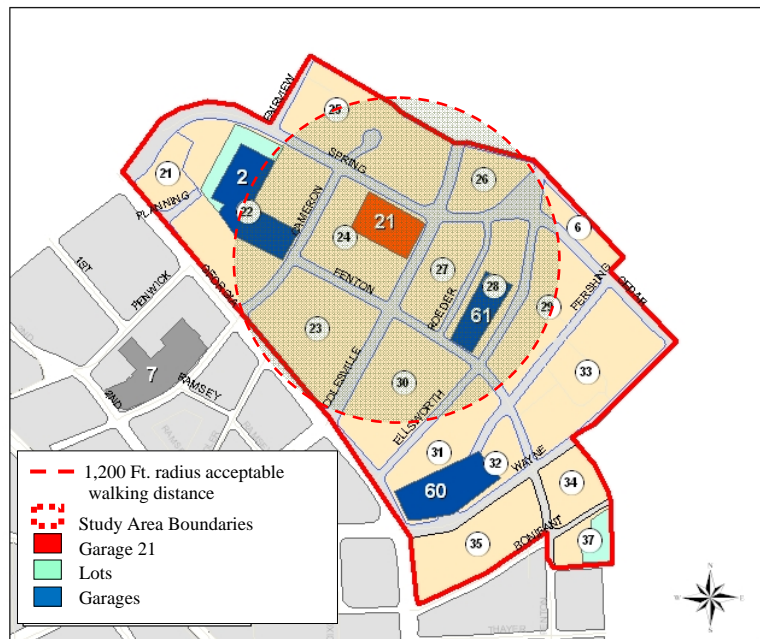 FAIRVIEW
25
SPRING
26
21
PLANNING
2
22
CAMERON
21
24
6
1ST
FENWICK
GEORGIA
FENTON
27
28
ROEDER
61
29
PERSHING
CEDAR
23
7
2ND
RAMSEY
COLESVILLE
30
33
ELLSWORTH
31
32
WAYNE
60
34
35
BONIFANT
37
THAYER
FENTON
1,200 Ft. radius acceptable
walking distance
Study Area Boundaries
Garage 21
Lots
Garages
N
W
E
S